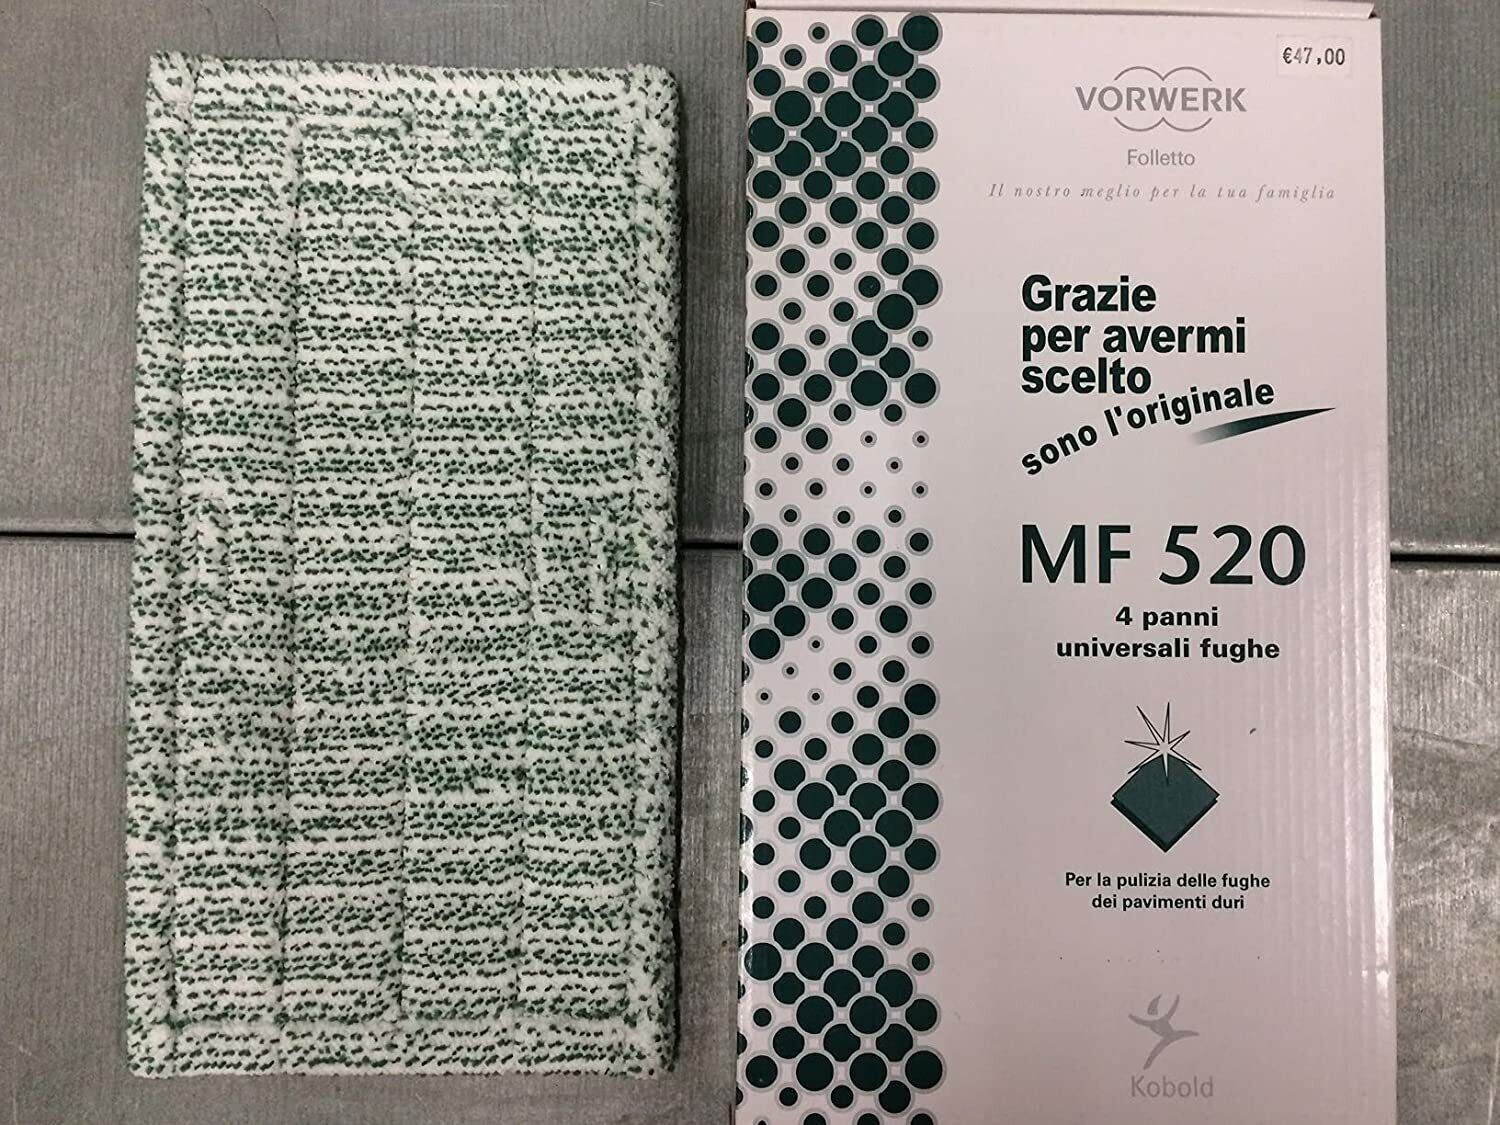 €47,00
VORWERK
Folletto
Il nostro meglio per la tua famiglia
Grazie
per avermi
scelto
sono l'originale
MF 520
4 panni
universali fughe
Per la pulizia delle fughe
dei pavimenti duri
Kobold